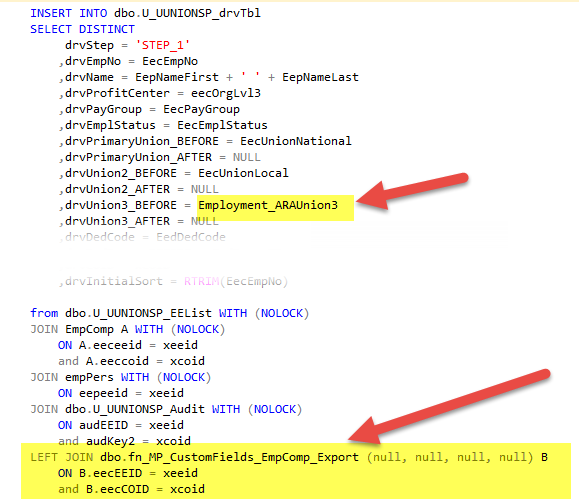 INSERT INTO dbo.U_UUNIONSP_drvTbl
SELECT DISTINCT
drvStep = 'STEP_1'
,drvEmpNo = EecEmpNo
,drvName = EepNameFirst + ' ' + EepNameLast
,drvProfitCenter = eecOrgLvl3
,drvPayGroup = EecPayGroup
,drvEmplStatus = EecEmplStatus
,drvPrimaryUnion_BEFORE = EecUnionNational
,drvPrimaryUnion_AFTER = NULL
,drvUnion2_BEFORE = EecUnionLocal
,drvUnion2_AFTER = NULL
,drvUnion3_BEFORE = Employment_ARAUnion3
,drvUnion3_AFTER = NULL
,drvDedCode = EedDedCode
,drvInitialSort = RTRIM(EecEmpNo)
from dbo.U_UUNIONSP_EEList WITH (NOLOCK)
JOIN EmpComp A WITH (NOLOCK)
ON A.eeceeid = xeeid
and A.eeccoid = xcoid
JOIN empPers WITH (NOLOCK)
ON eepeeid = xeeid
JOIN dbo.U_UUNIONSP_Audit WITH (NOLOCK)
ON audEEID = xeeid
and audKey2 = xcoid
LEFT JOIN dbo.fn_MP_CustomFields_EmpComp_Export (null, null, null, null) B
ON B.eecEEID = xeeid
and B.eecCOID = xcoid